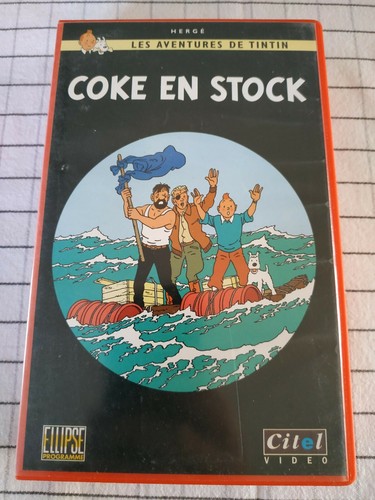 HERGÉ
LES AVENTURES DE TINTIN
COKE EN STOCK
ELLIPSE
PROGRAMME
Citel
VIDEO